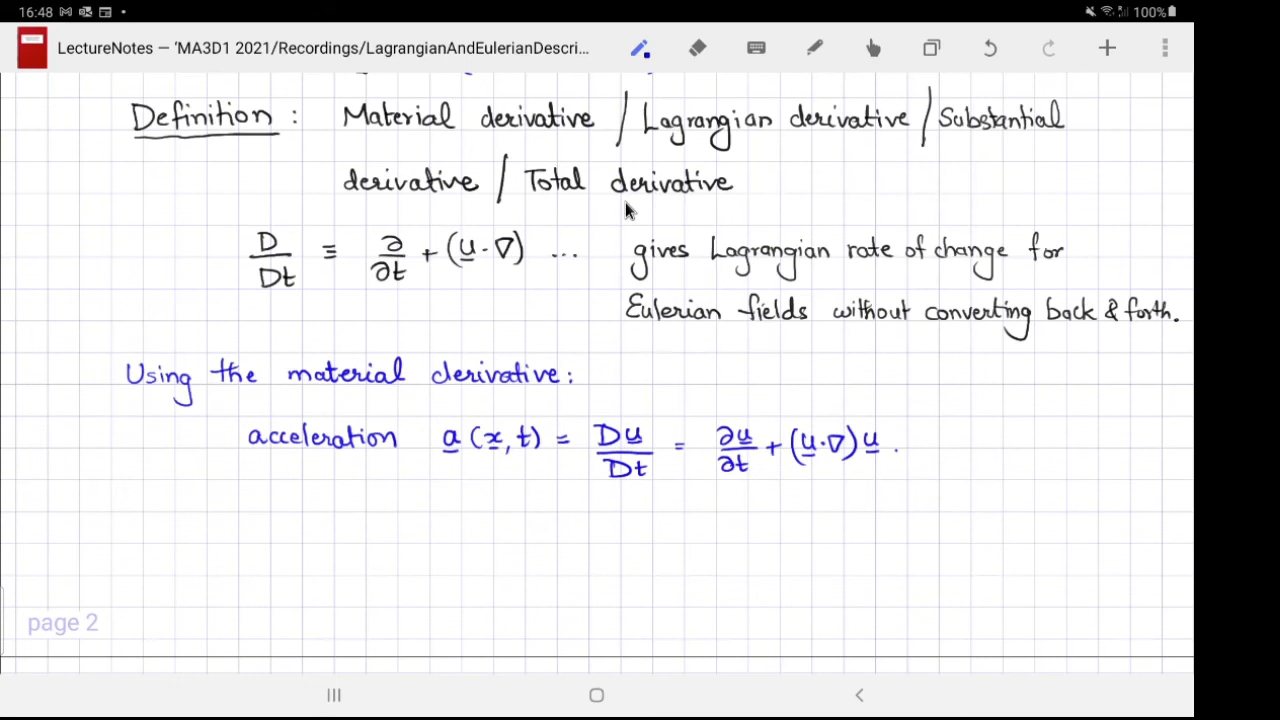 16:48 100%
LectureNotes — 'MA3D1 2021/Recordings/LagrangianAndEulerianDescri...
Definition : Material derivative / Lagrangian derivative / Substantial
derivative / Total derivative
D/Dt ≡ ∂/∂t + (u·∇) ... gives Lagrangian rate of change for
Eulerian fields without converting back & forth.
Using the material derivative:
acceleration a (x, t) = Du/Dt = ∂u/∂t + (u·∇)u .
page 2